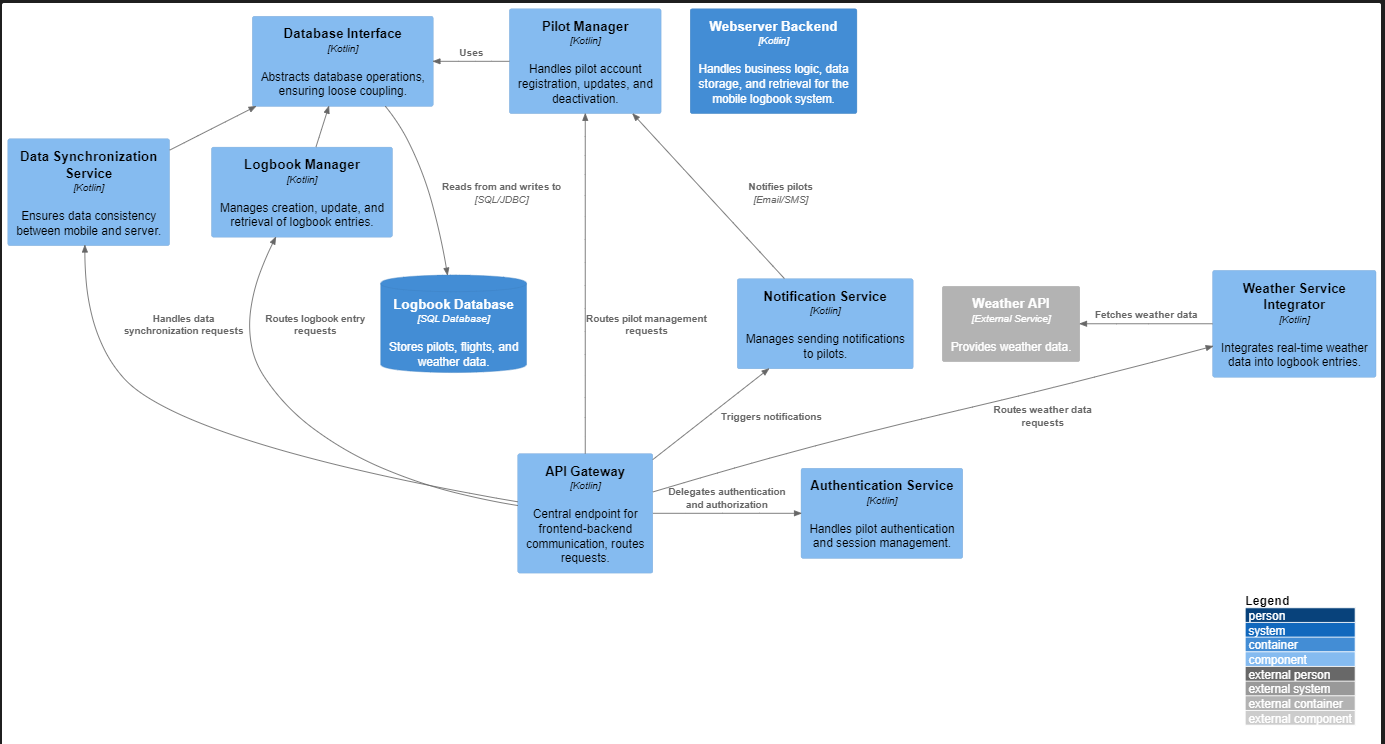 Database Interface
[Kotlin]
Abstracts database operations,
ensuring loose coupling.
Uses
Pilot Manager
[Kotlin]
Handles pilot account
registration, updates, and
deactivation.
Webserver Backend
[Kotlin]
Handles business logic, data
storage, and retrieval for the
mobile logbook system.
Data Synchronization
Service
[Kotlin]
Ensures data consistency
between mobile and server.
Logbook Manager
[Kotlin]
Manages creation, update, and
retrieval of logbook entries.
Reads from and writes to
[SQL/JDBC]
Notifies pilots
[Email/SMS]
Handles data
synchronization requests
Routes logbook entry
requests
Logbook Database
[SQL Database]
Stores pilots, flights, and
weather data.
Routes pilot management
requests
Notification Service
[Kotlin]
Manages sending notifications
to pilots.
Weather API
[External Service]
Provides weather data.
Fetches weather data
Weather Service
Integrator
[Kotlin]
Integrates real-time weather
data into logbook entries.
Triggers notifications
Routes weather data
requests
API Gateway
[Kotlin]
Central endpoint for
frontend-backend
communication, routes
requests.
Delegates authentication
and authorization
Authentication Service
[Kotlin]
Handles pilot authentication
and session management.
Legend
person
system
container
component
external person
external system
external container
external component